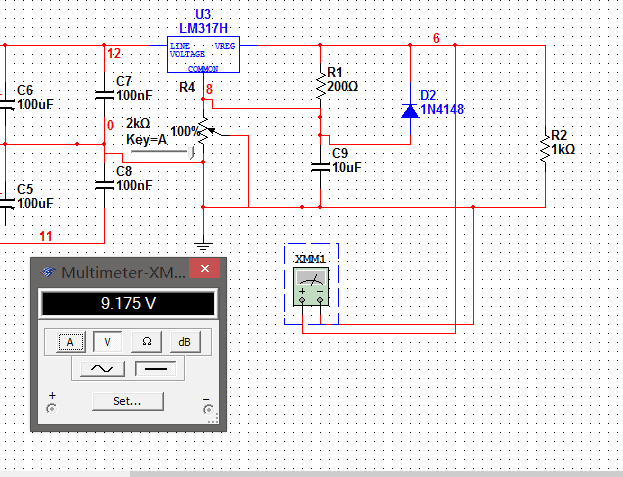 U3
LM317H
LINE VREG
VOLTAGE
COMMON
6
12
C6
100uF
C7
100nF
R4
8
R1
200Ω
D2
1N4148
0
2kΩ
Key=A
100%
R2
1kΩ
C9
10uF
C8
100nF
C5
100uF
11
XMM1
+ −
Multimeter-XM...
9.175 V
A V Ω dB
+ Set... −